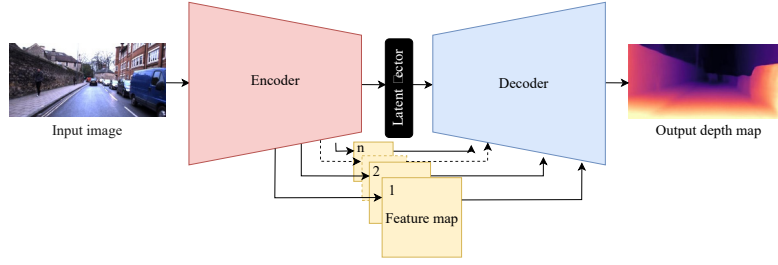 Input image
Encoder
Latent
Decoder
Output depth map
n
2
1
Feature map